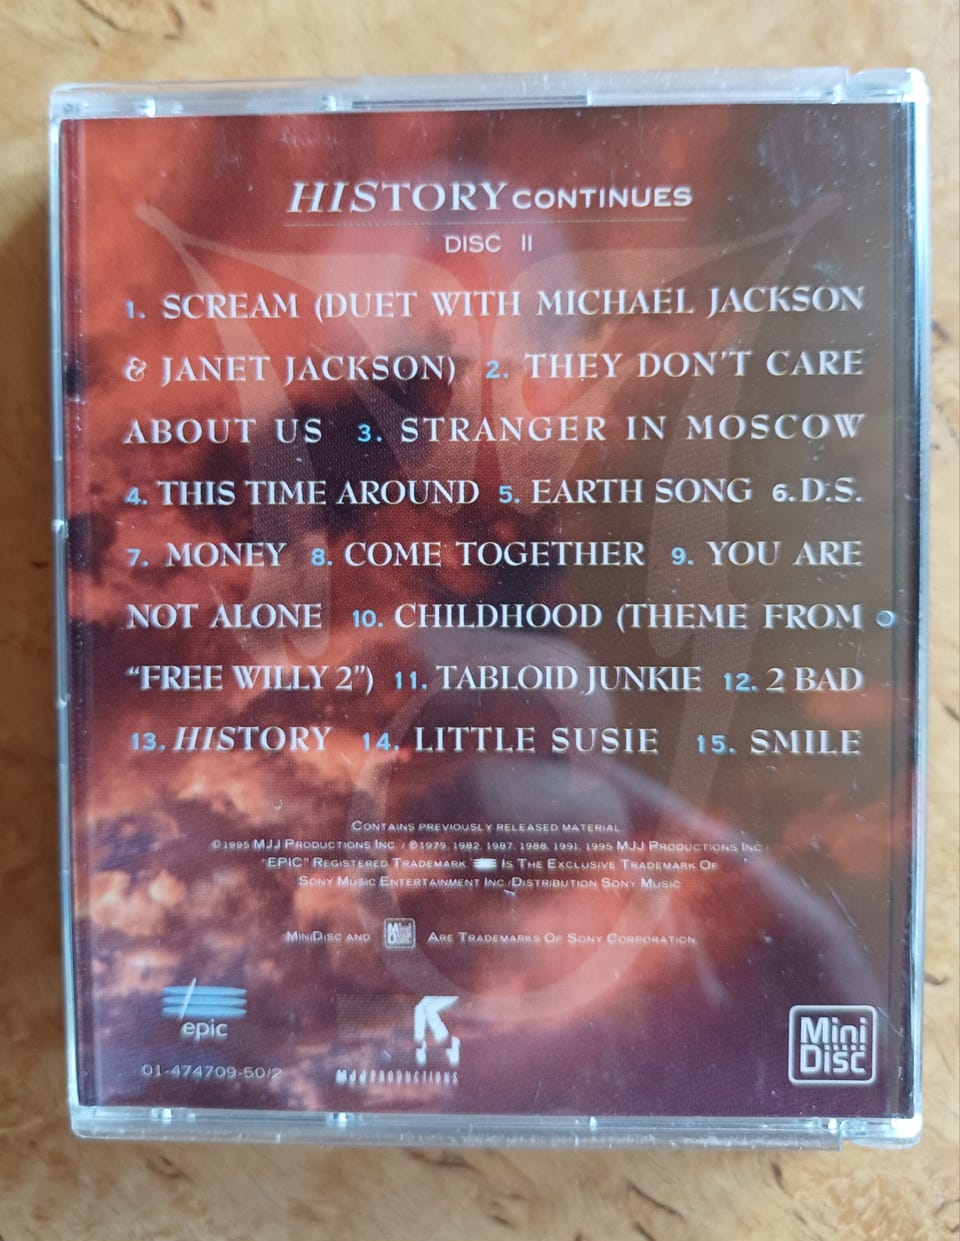 HISTORY CONTINUES
DISC II
1. SCREAM (DUET WITH MICHAEL JACKSON
& JANET JACKSON) 2. THEY DON'T CARE
ABOUT US 3. STRANGER IN MOSCOW
4. THIS TIME AROUND 5. EARTH SONG 6. D.S.
7. MONEY 8. COME TOGETHER 9. YOU ARE
NOT ALONE 10. CHILDHOOD (THEME FROM
“FREE WILLY 2”) 11. TABLOID JUNKIE 12. 2 BAD
13. HISTORY 14. LITTLE SUSIE 15. SMILE
CONTAINS PREVIOUSLY RELEASED MATERIAL
©1995 MJJ PRODUCTIONS INC. / ℗1979, 1982, 1987, 1988, 1991, 1995 MJJ PRODUCTIONS INC.
"EPIC" REGISTERED TRADEMARK IS THE EXCLUSIVE TRADEMARK OF
SONY MUSIC ENTERTAINMENT INC./DISTRIBUTION SONY MUSIC
MINIDISC AND Mini Disc ARE TRADEMARKS OF SONY CORPORATION
epic
01-474709-50/2
MJJ PRODUCTIONS
Mini Disc